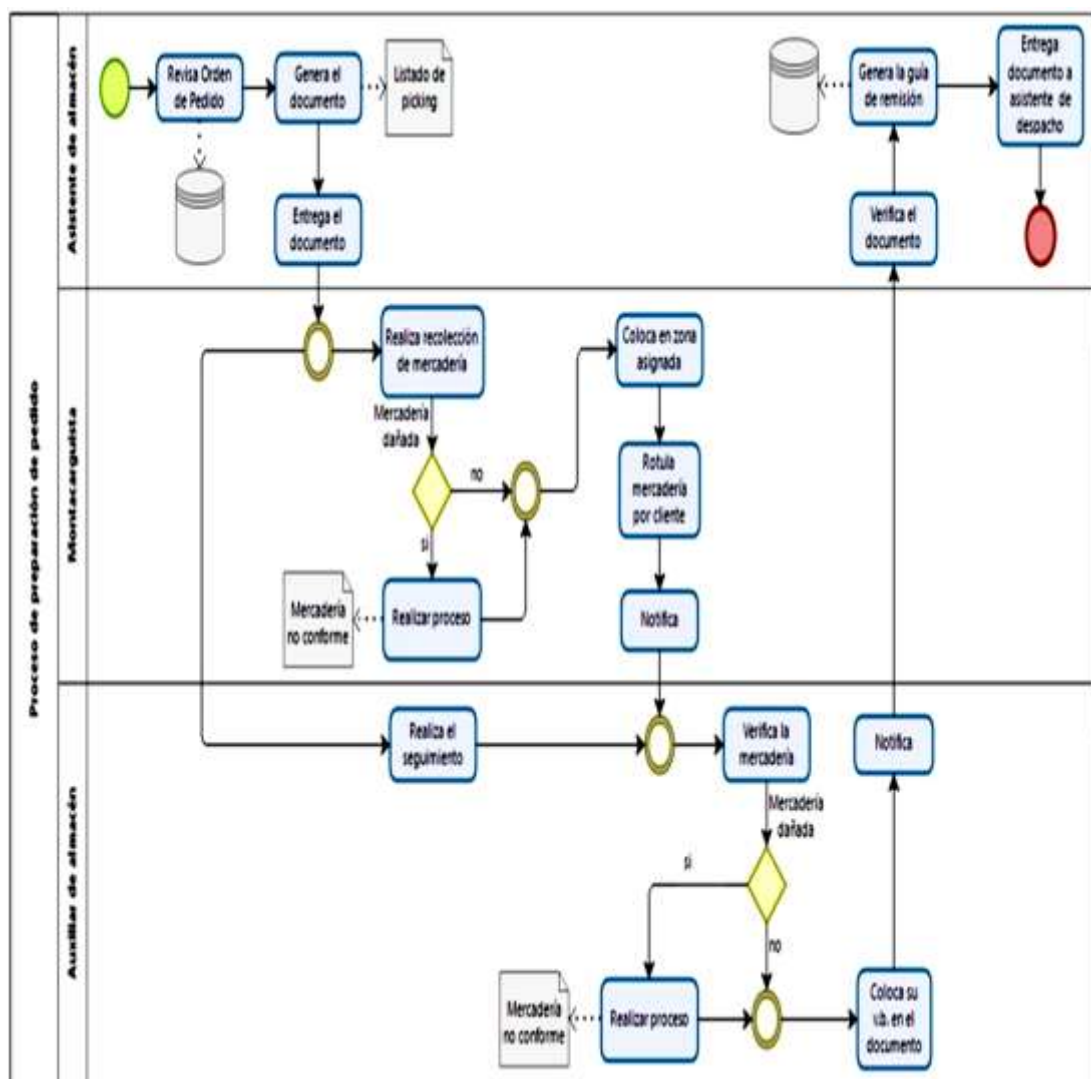 Proceso de preparación de pedido
Asistente de almacén
Revisa Orden
de Pedido
Genera el
documento
Listado de
picking
Entrega el
documento
Genera la guía
de remisión
Entrega
documento a
asistente de
despacho
Verifica el
documento
Montacarguista
Realiza recolección
de mercadería
Mercadería
dañada
no
si
Mercadería
no conforme
Realizar proceso
Coloca en zona
asignada
Rotula
mercadería
por cliente
Notifica
Auxiliar de almacén
Realiza el
seguimiento
Verifica la
mercadería
Notifica
Mercadería
dañada
si
no
Mercadería
no conforme
Realizar proceso
Coloca su
v.b. en el
documento